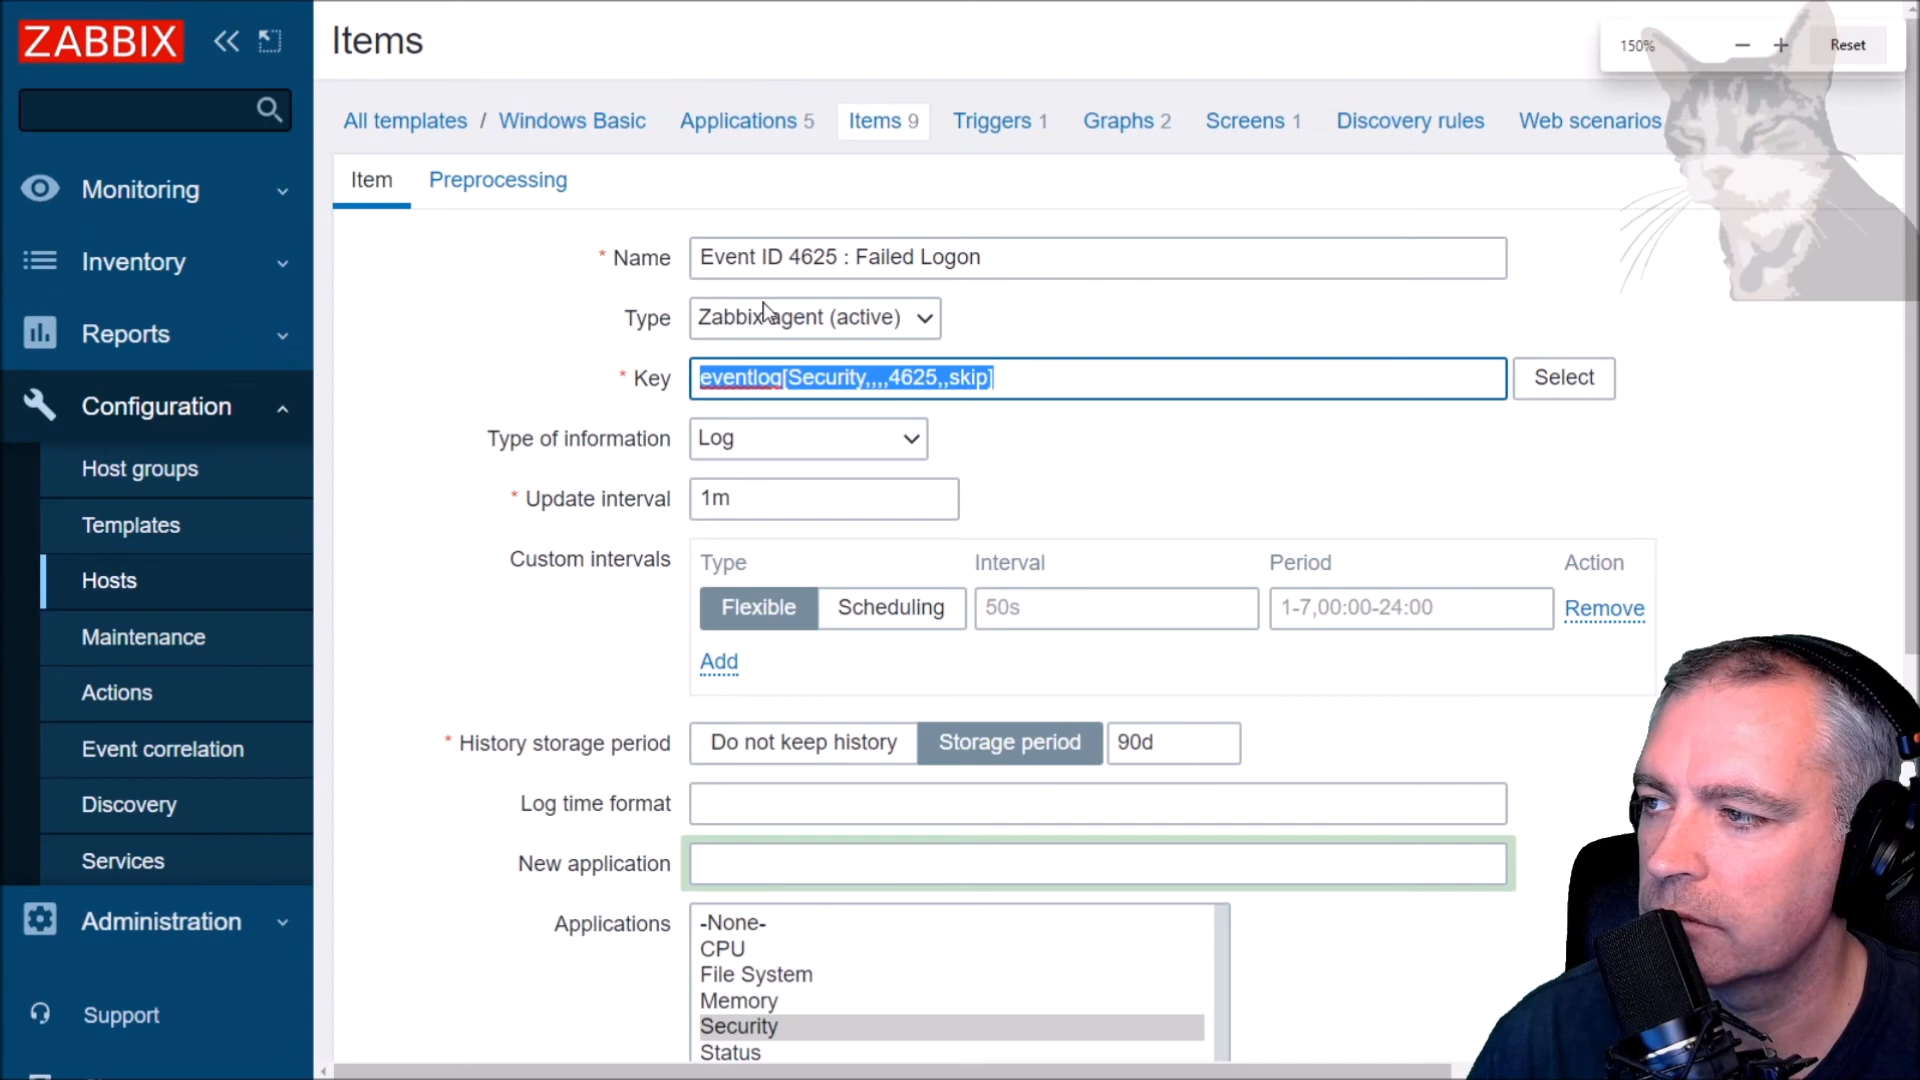 ZABBIX
Items
150%
Reset
All templates / Windows Basic Applications 5 Items 9 Triggers 1 Graphs 2 Screens 1 Discovery rules Web scenarios
Item Preprocessing
* Name Event ID 4625 : Failed Logon
Type Zabbix agent (active)
* Key eventlog[Security,,,,4625,,skip] Select
Type of information Log
* Update interval 1m
Custom intervals Type Interval Period Action
Flexible Scheduling 50s 1-7,00:00-24:00 Remove
Add
* History storage period Do not keep history Storage period 90d
Log time format
New application
Applications -None-
CPU
File System
Memory
Security
Status
Monitoring
Inventory
Reports
Configuration
Host groups
Templates
Hosts
Maintenance
Actions
Event correlation
Discovery
Services
Administration
Support